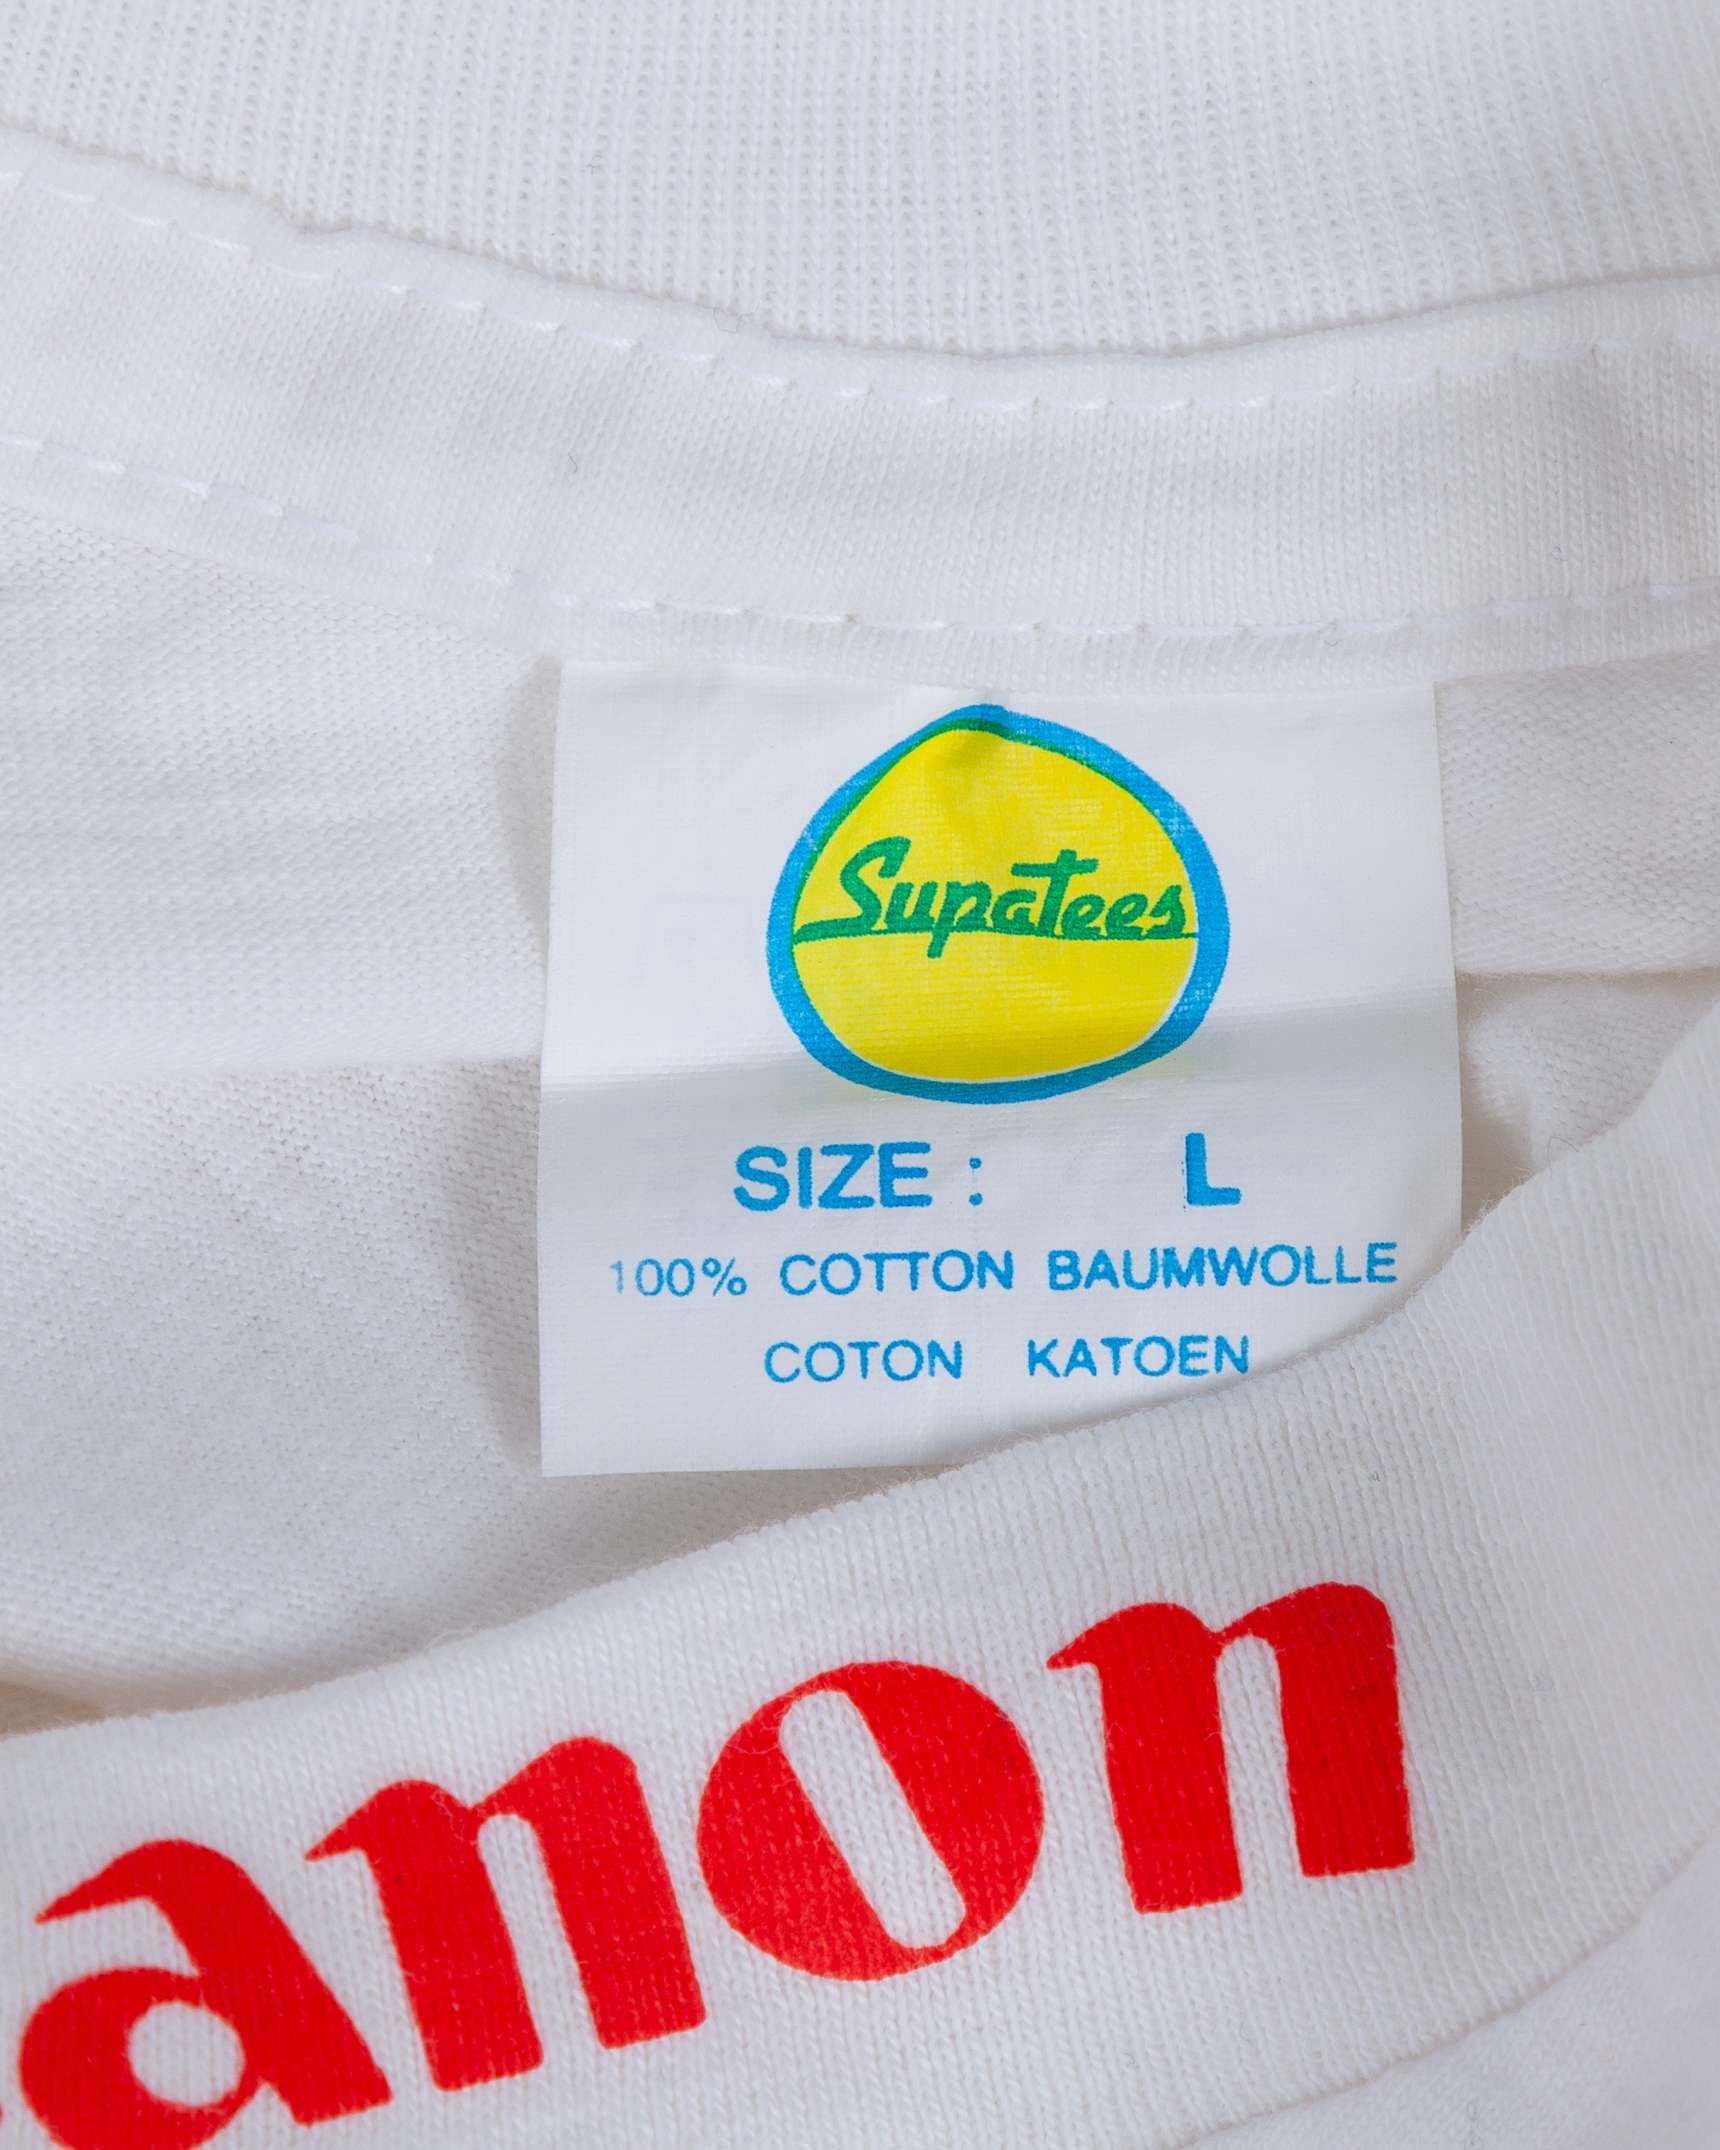 Supatees
SIZE : L
100% COTTON BAUMWOLLE
COTON KATOEN
anon